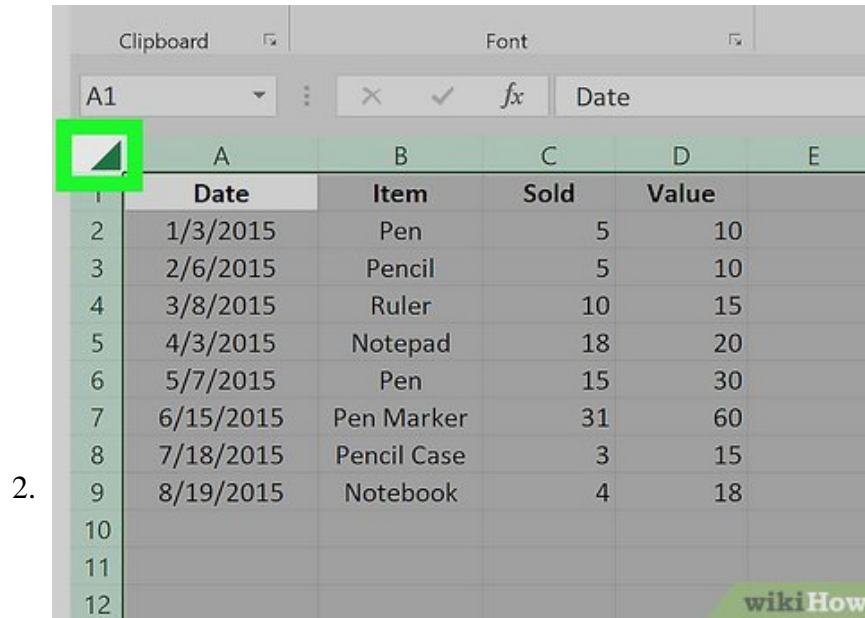 Clipboard Font
A1 fx Date
A B C D E
1 Date Item Sold Value
2 1/3/2015 Pen 5 10
3 2/6/2015 Pencil 5 10
4 3/8/2015 Ruler 10 15
5 4/3/2015 Notepad 18 20
6 5/7/2015 Pen 15 30
7 6/15/2015 Pen Marker 31 60
8 7/18/2015 Pencil Case 3 15
2. 9 8/19/2015 Notebook 4 18
10
11
12 wikiHow